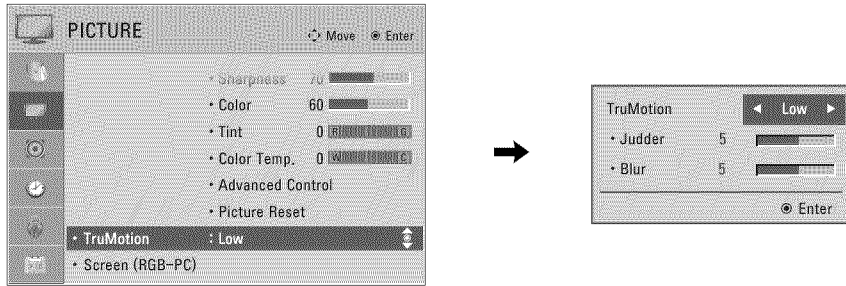 PICTURE
Move Enter
• Sharpness 70
• Color 60
• Tint 0 R G
• Color Temp. 0 W C
• Advanced Control
• Picture Reset
• TruMotion : Low
• Screen (RGB-PC)
TruMotion ◄ Low ►
• Judder 5
• Blur 5
Enter